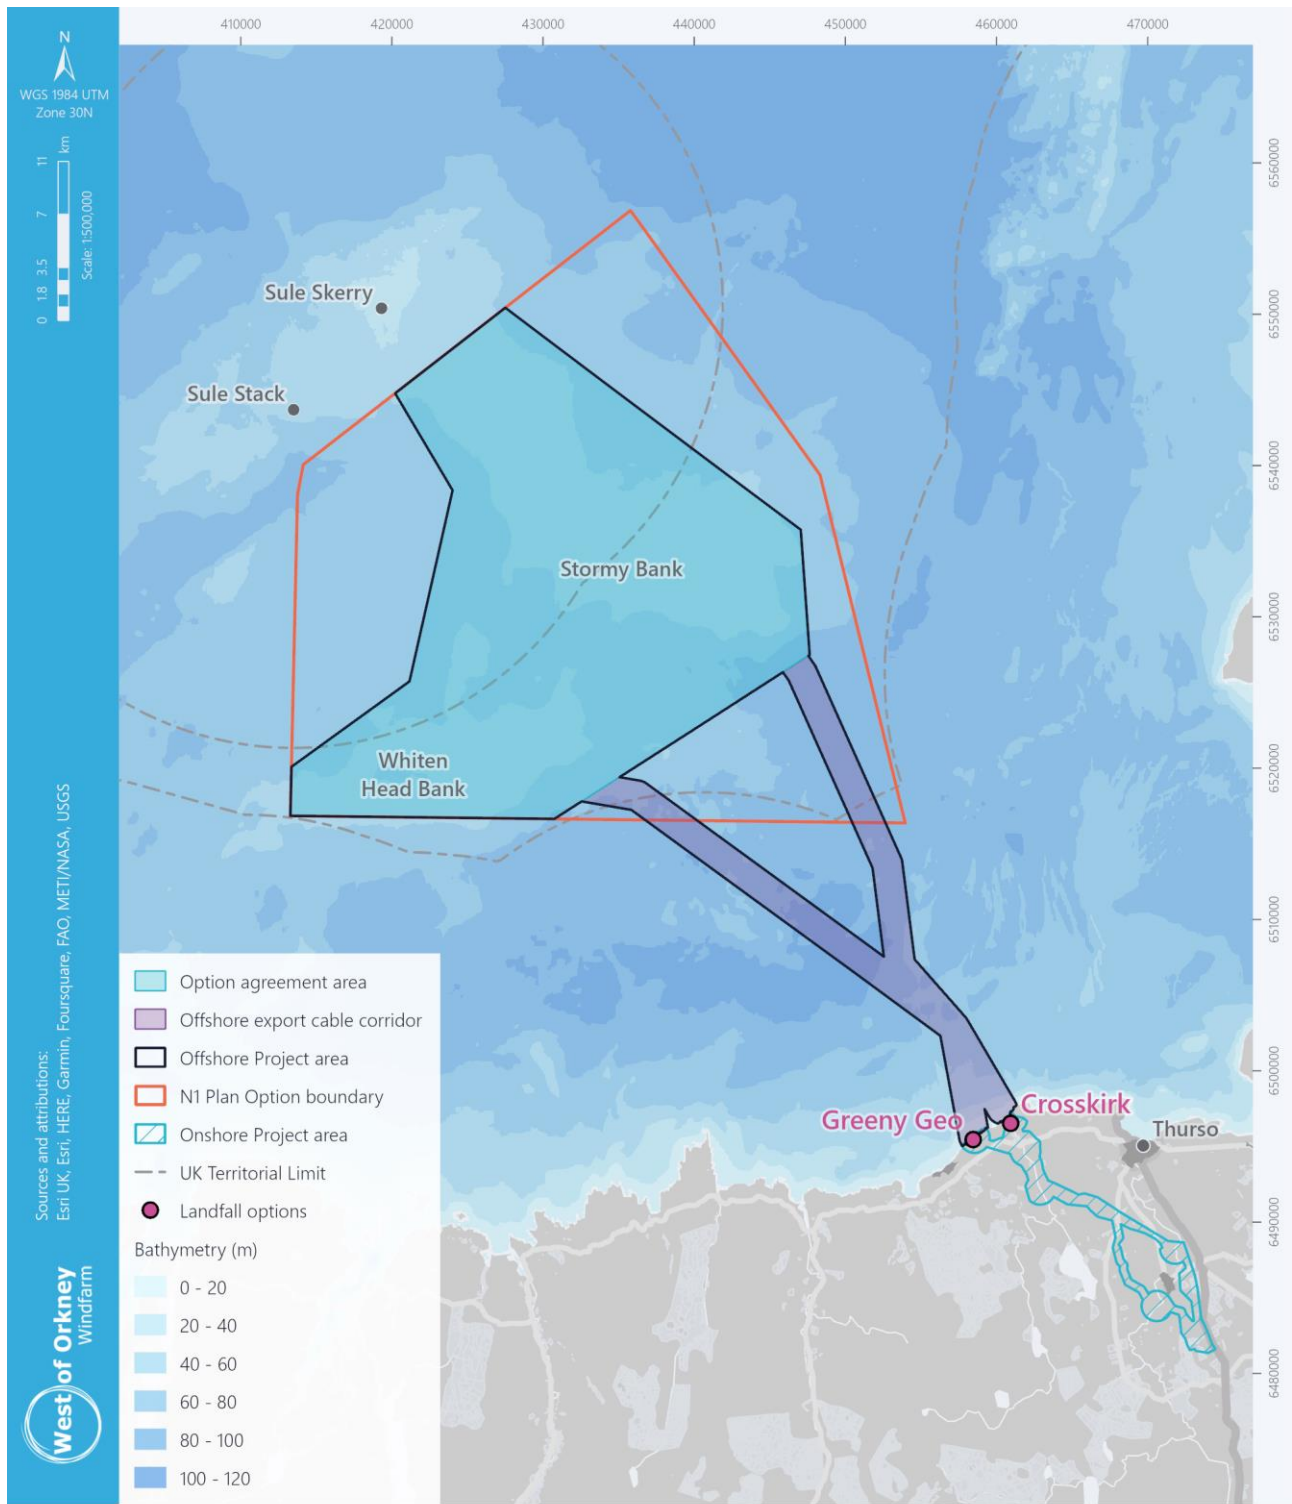 410000
420000
430000
440000
450000
460000
470000
N
WGS 1984 UTM
Zone 30N
0 1.8 3.5 7 11
km
Scale: 1:500,000
6560000
6550000
6540000
6530000
6520000
6510000
6500000
6490000
6480000
Sule Skerry
Sule Stack
Stormy Bank
Whiten
Head Bank
Greeny Geo
Crosskirk
Thurso
Option agreement area
Offshore export cable corridor
Offshore Project area
N1 Plan Option boundary
Onshore Project area
UK Territorial Limit
Landfall options
Bathymetry (m)
0 - 20
20 - 40
40 - 60
60 - 80
80 - 100
100 - 120
Sources and attributions:
Esri UK, Esri, HERE, Garmin, Foursquare, FAO, METI/NASA, USGS
West of Orkney
Windfarm